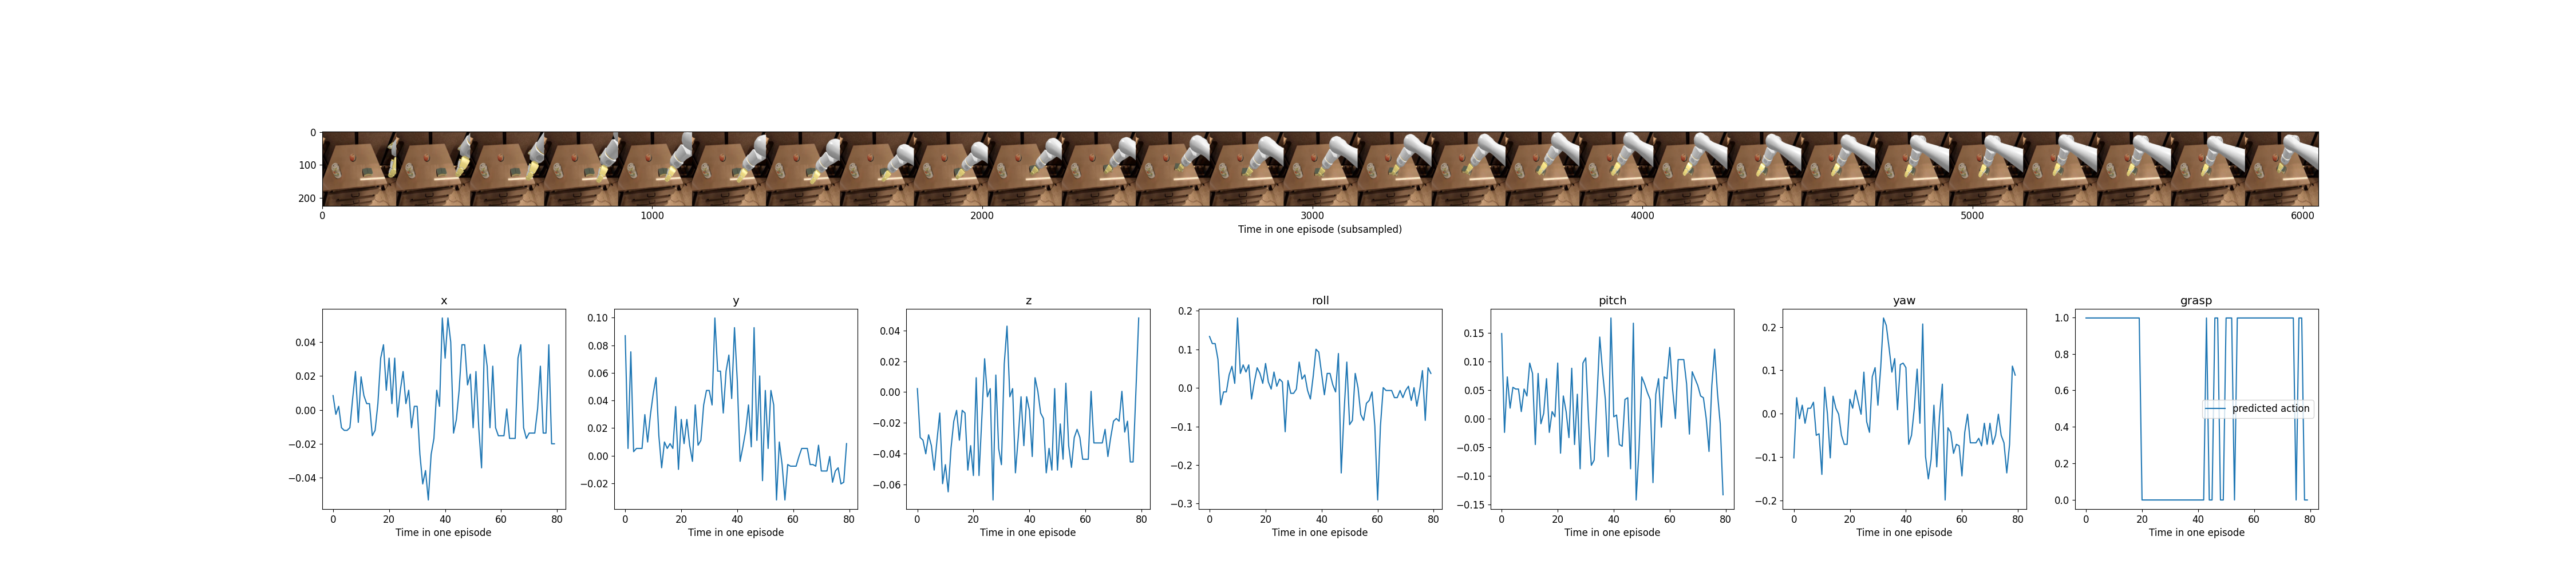 0
100
200
0 1000 2000 3000 4000 5000 6000
Time in one episode (subsampled)
x
0.04
0.02
0.00
−0.02
−0.04
0 20 40 60 80
Time in one episode
y
0.10
0.08
0.06
0.04
0.02
0.00
−0.02
0 20 40 60 80
Time in one episode
z
0.04
0.02
0.00
−0.02
−0.04
−0.06
0 20 40 60 80
Time in one episode
roll
0.2
0.1
0.0
−0.1
−0.2
−0.3
0 20 40 60 80
Time in one episode
pitch
0.15
0.10
0.05
0.00
−0.05
−0.10
−0.15
0 20 40 60 80
Time in one episode
yaw
0.2
0.1
0.0
−0.1
−0.2
0 20 40 60 80
Time in one episode
grasp
1.0
0.8
0.6
0.4
0.2
0.0
predicted action
0 20 40 60 80
Time in one episode